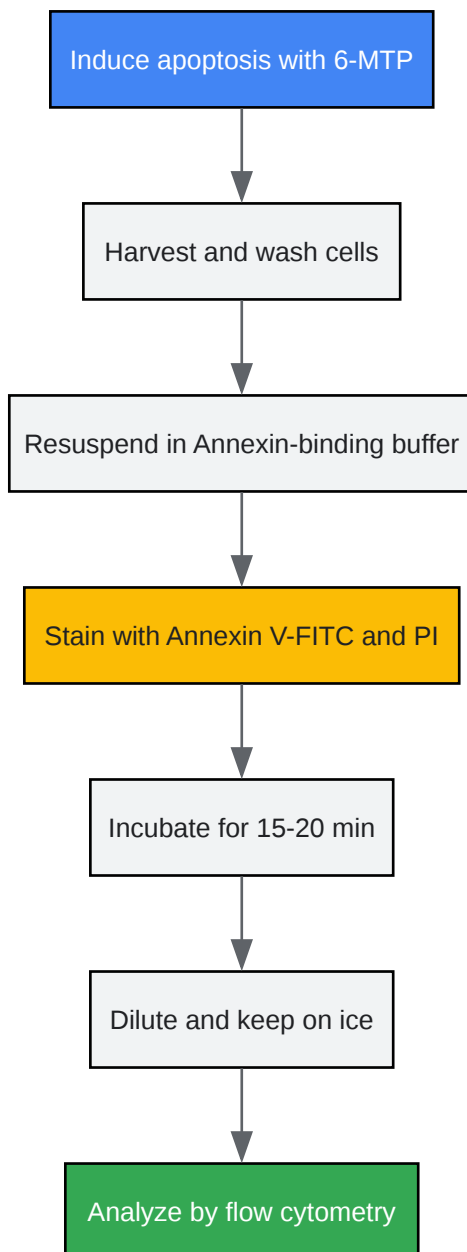 Induce apoptosis with 6-MTP
Harvest and wash cells
Resuspend in Annexin-binding buffer
Stain with Annexin V-FITC and PI
Incubate for 15-20 min
Dilute and keep on ice
Analyze by flow cytometry